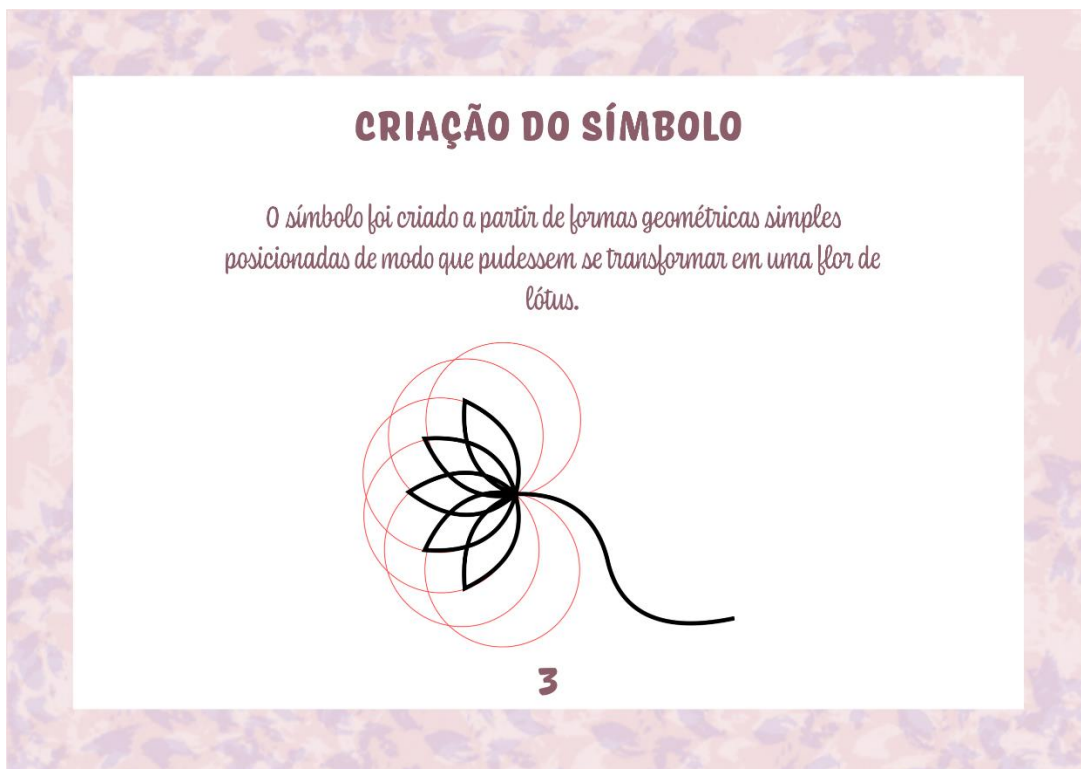 CRIAÇÃO DO SÍMBOLO
O símbolo foi criado a partir de formas geométricas simples
posicionadas de modo que pudessem se transformar em uma flor de
lótus.
3